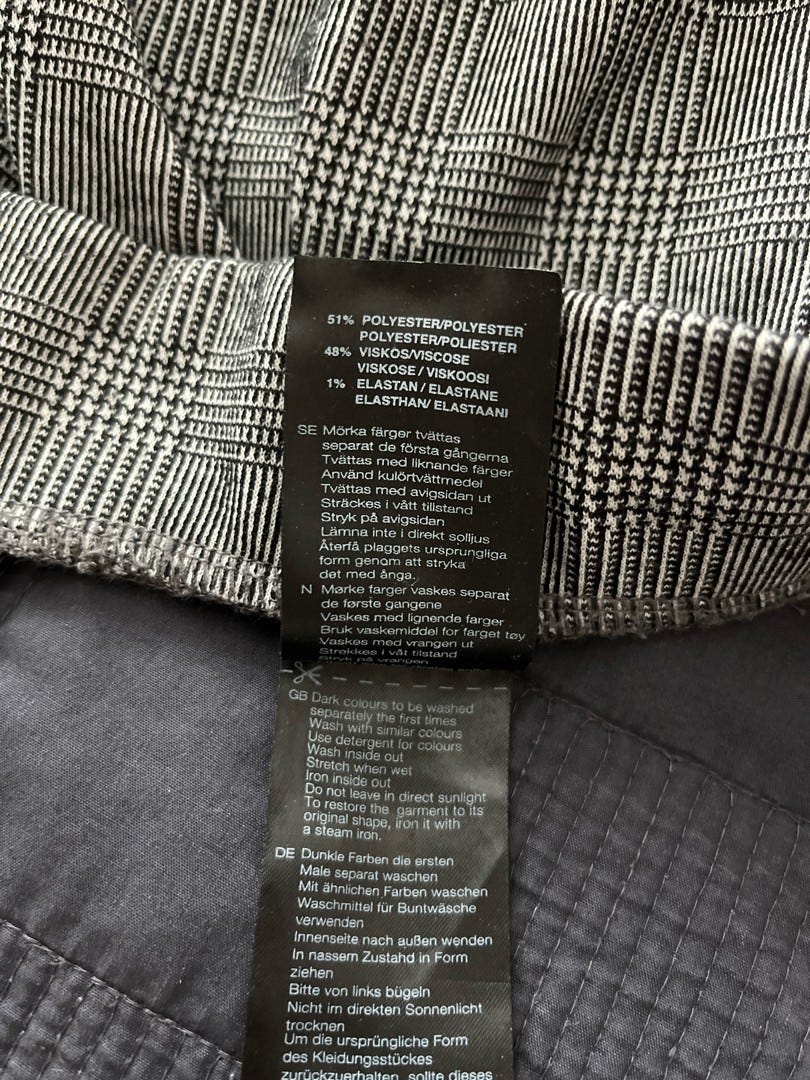 51% POLYESTER/POLYESTER
POLYESTER/POLIESTER
48% VISKOS/VISCOSE
VISKOSE / VISKOOSI
1% ELASTAN / ELASTANE
ELASTHAN/ ELASTAANI
SE Mörka färger tvättas
separat de första gångerna
Tvättas med liknande färger
Använd kulörtvättmedel
Tvättas med avigsidan ut
Sträckes i vått tillstand
Stryk på avigsidan
Lämna inte i direkt solljus
Återfå plaggets ursprungliga
form genom att stryka
det med ånga.
N Mørke farger vaskes separat
de første gangene
Vaskes med lignende farger
Bruk vaskemiddel for farget tøy
Vaskes med vrangen ut
Strekkes i våt tilstand
Stryk på vrangen
GB Dark colours to be washed
separately the first times
Wash with similar colours
Use detergent for colours
Wash inside out
Stretch when wet
Iron inside out
Do not leave in direct sunlight
To restore the garment to its
original shape, iron it with
a steam iron.
DE Dunkle Farben die ersten
Male separat waschen
Mit ähnlichen Farben waschen
Waschmittel für Buntwäsche
verwenden
Innenseite nach außen wenden
In nassem Zustahd in Form
ziehen
Bitte von links bügeln
Nicht im direkten Sonnenlicht
trocknen
Um die ursprüngliche Form
des Kleidungsstückes
zurückzuerhalten, sollte dieses